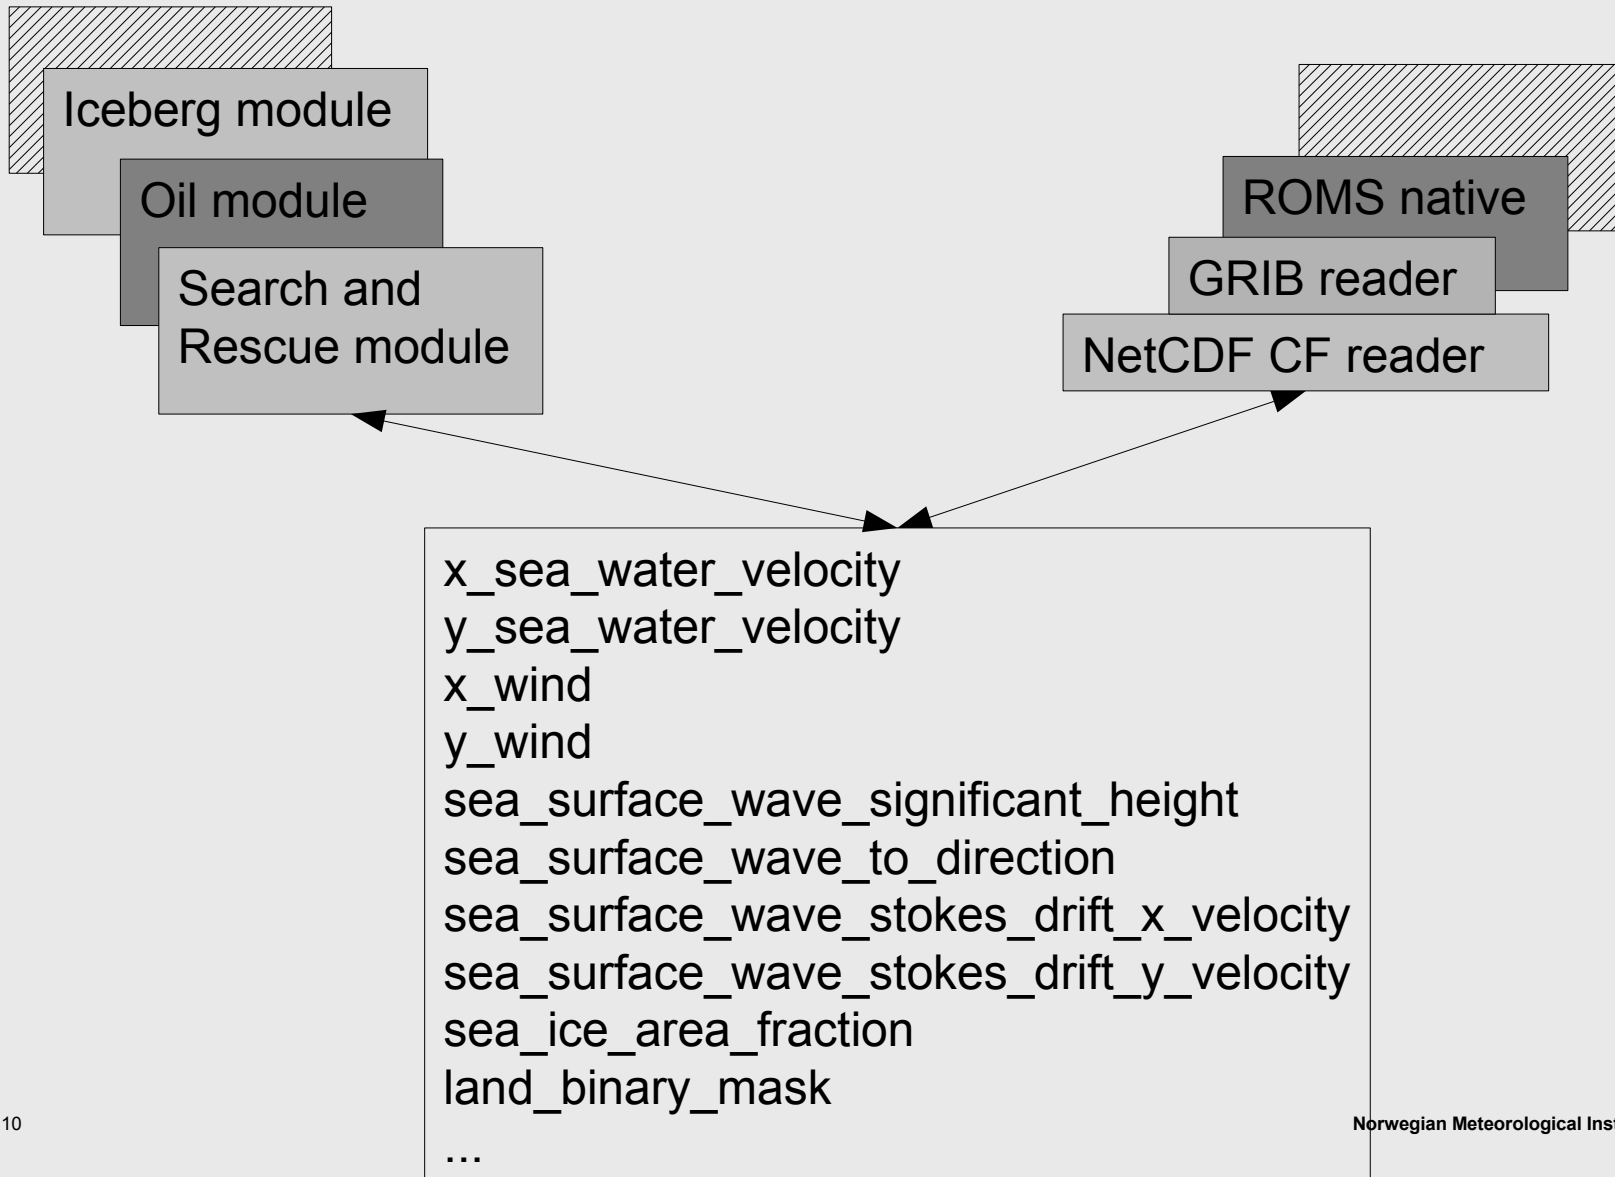 Iceberg module
Oil module
Search and
Rescue module
ROMS native
GRIB reader
NetCDF CF reader
x_sea_water_velocity
y_sea_water_velocity
x_wind
y_wind
sea_surface_wave_significant_height
sea_surface_wave_to_direction
sea_surface_wave_stokes_drift_x_velocity
sea_surface_wave_stokes_drift_y_velocity
sea_ice_area_fraction
land_binary_mask
...
10
Norwegian Meteorological Inst